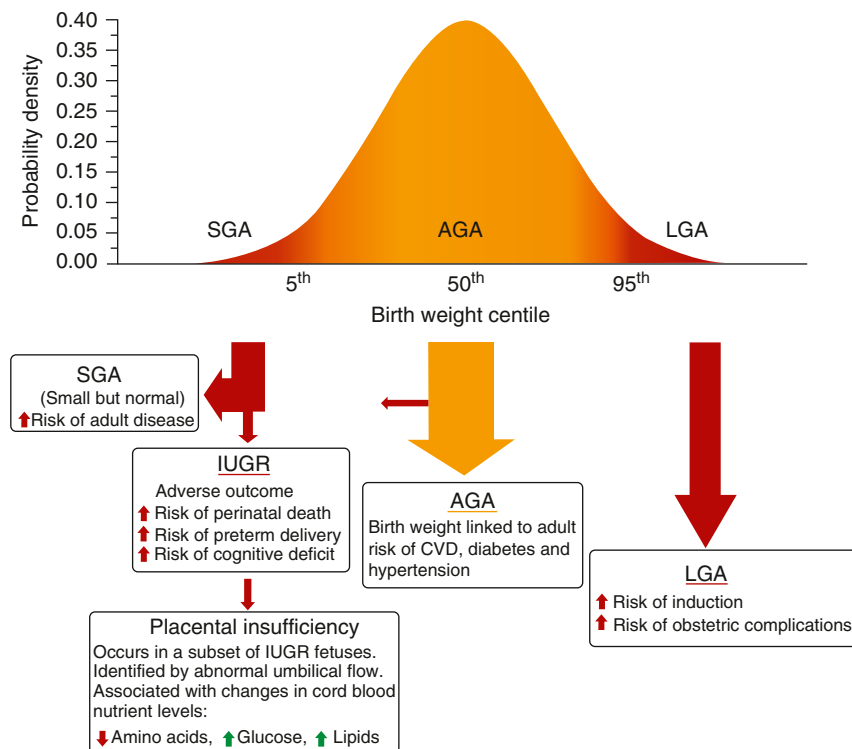 0.40
0.35
0.30
0.25
0.20
0.15
0.10
0.05
0.00
Probability density
SGA
AGA
LGA
5th
50th
95th
Birth weight centile
SGA
(Small but normal)
Risk of adult disease
IUGR
Adverse outcome
Risk of perinatal death
Risk of preterm delivery
Risk of cognitive deficit
AGA
Birth weight linked to adult
risk of CVD, diabetes and
hypertension
LGA
Risk of induction
Risk of obstetric complications
Placental insufficiency
Occurs in a subset of IUGR fetuses.
Identified by abnormal umbilical flow.
Associated with changes in cord blood
nutrient levels:
Amino acids, Glucose, Lipids